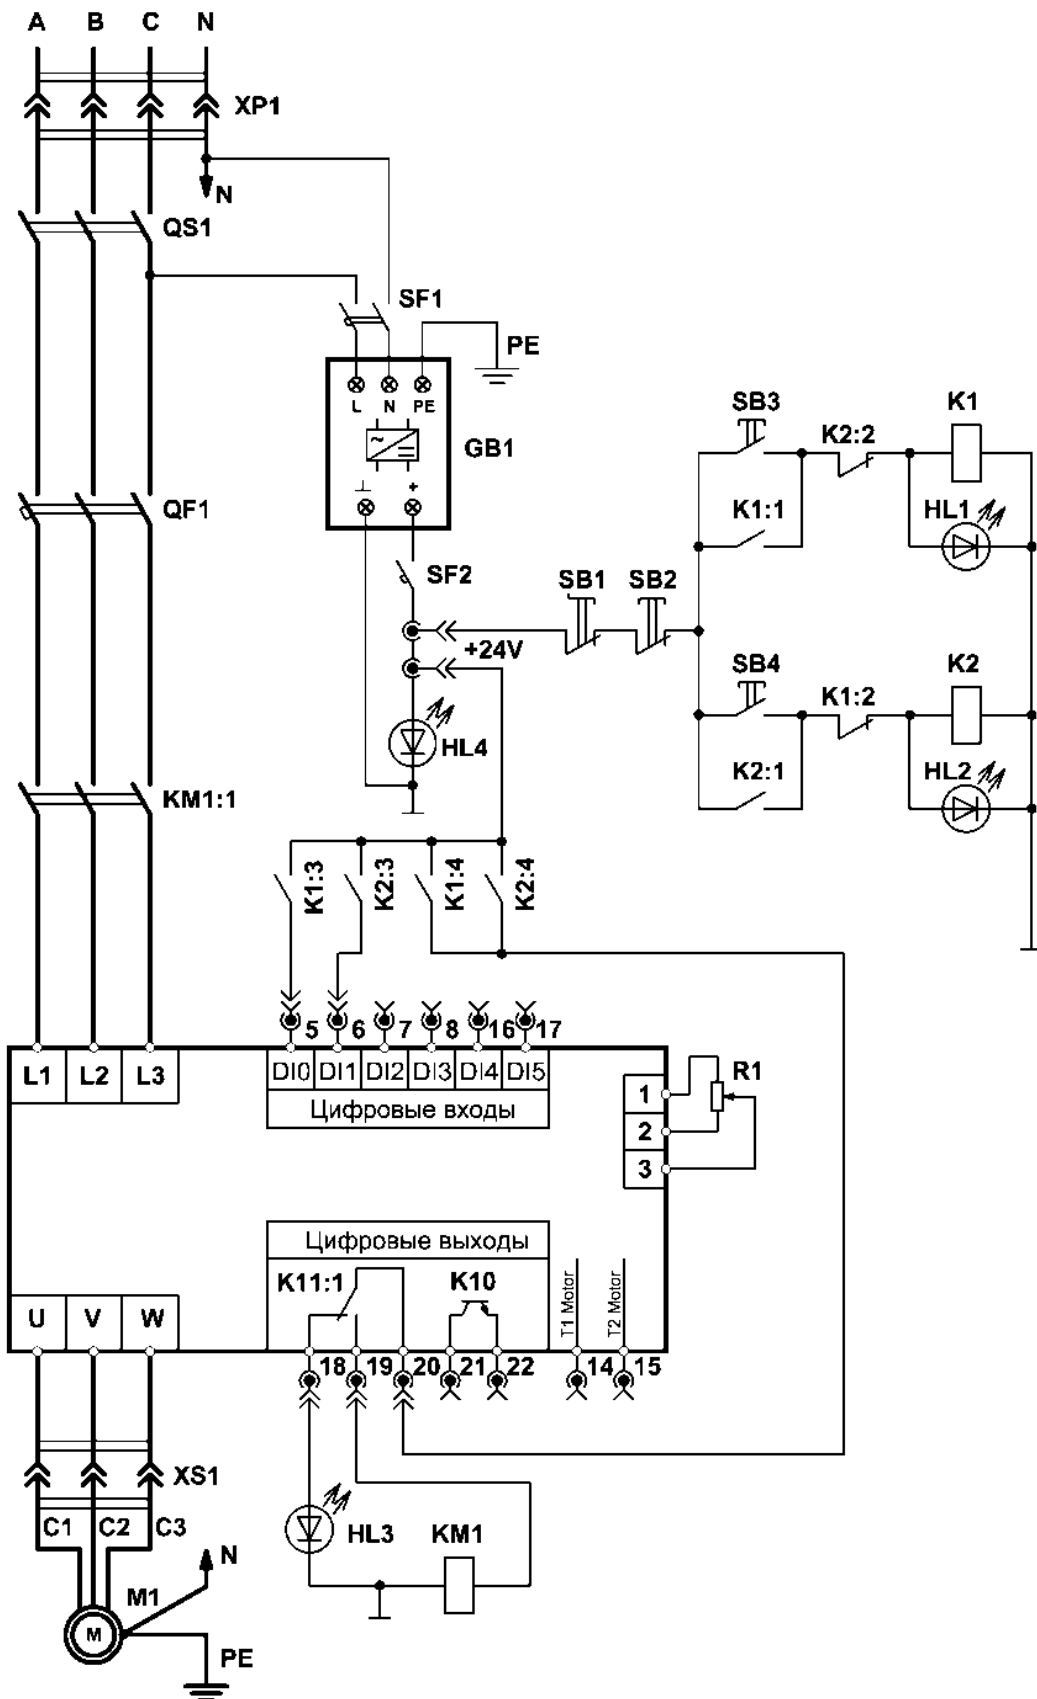 A B C N
XP1
N
QS1
SF1
PE
L N PE
GB1
+
SB3
K1
K2:2
K1:1
HL1
QF1
SF2
SB1 SB2
+24V
SB4
K2
K1:2
HL4
K2:1
HL2
KM1:1
K1:3
K2:3
K1:4
K2:4
5 6 7 8 16 17
L1 L2 L3
DI0 DI1 DI2 DI3 DI4 DI5
Цифровые входы
R1
1
2
3
Цифровые выходы
K11:1
K10
T1 Motor
T2 Motor
U V W
18 19 20 21 22 14 15
XS1
C1 C2 C3
HL3
KM1
N
M1
M
PE